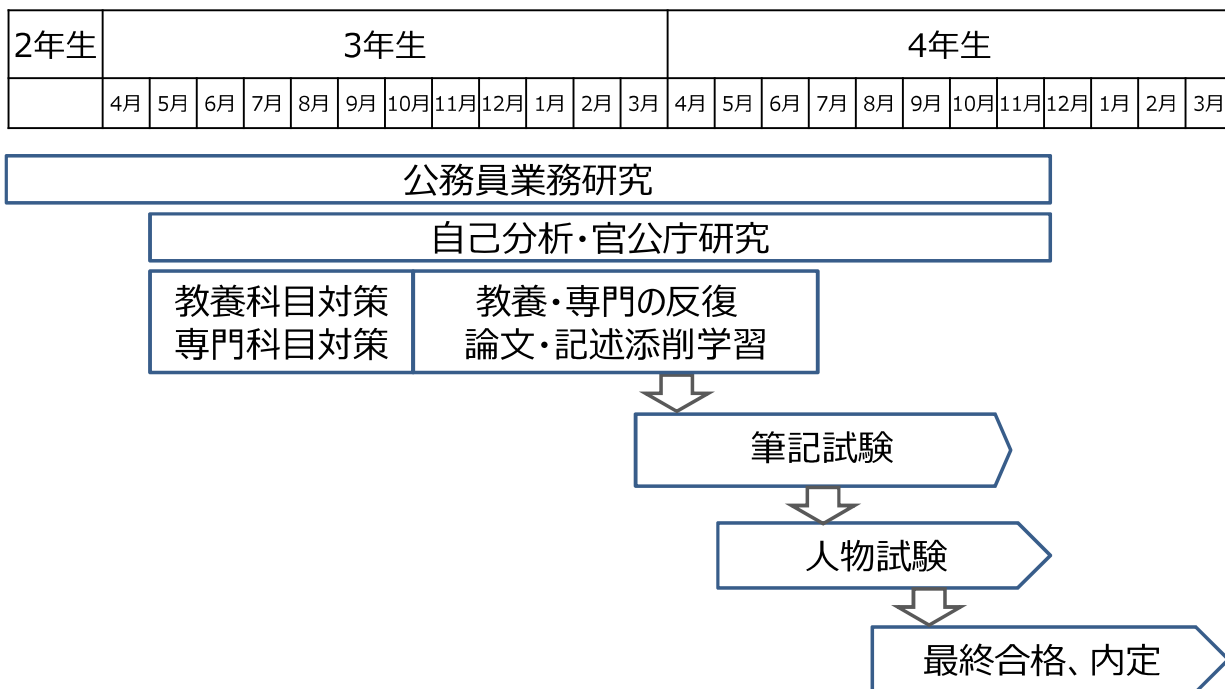 2年生 3年生 4年生
4月 5月 6月 7月 8月 9月 10月 11月 12月 1月 2月 3月 4月 5月 6月 7月 8月 9月 10月 11月 12月 1月 2月 3月
公務員業務研究
自己分析・官公庁研究
教養科目対策
専門科目対策
教養・専門の反復
論文・記述添削学習
筆記試験
人物試験
最終合格、内定